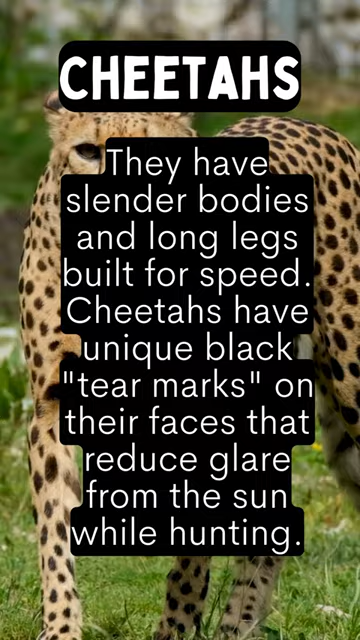 CHEETAHS
They have
slender bodies
and long legs
built for speed.
Cheetahs have
unique black
"tear marks" on
their faces that
reduce glare
from the sun
while hunting.